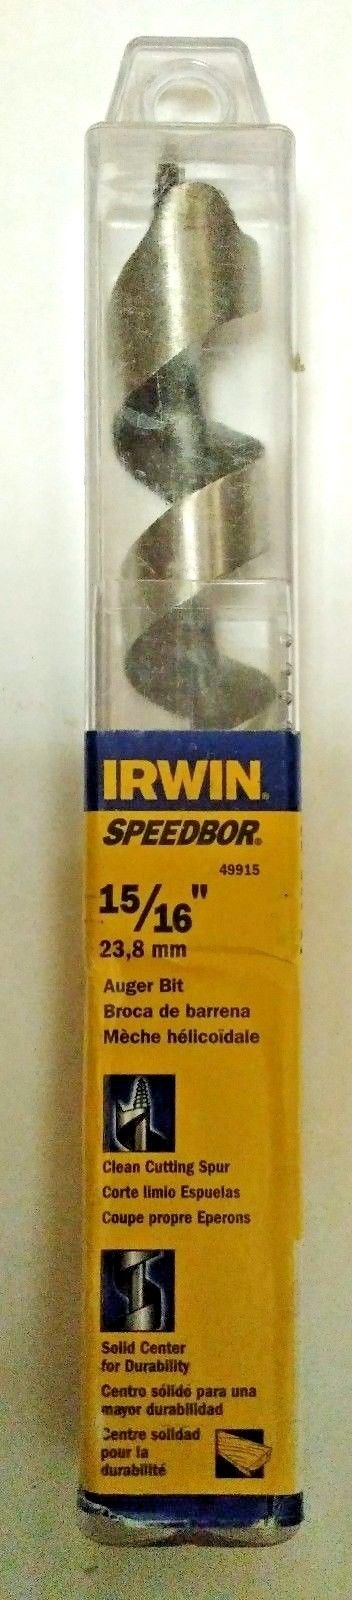 IRWIN®
SPEEDBOR®
49915
15/16"
23,8 mm
Auger Bit
Broca de barrena
Mèche hélicoïdale
Clean Cutting Spur
Corte limio Espuelas
Coupe propre Eperons
Solid Center
for Durability
Centro sólido para una
mayor durabilidad
Centre solidad
pour la
durabilité